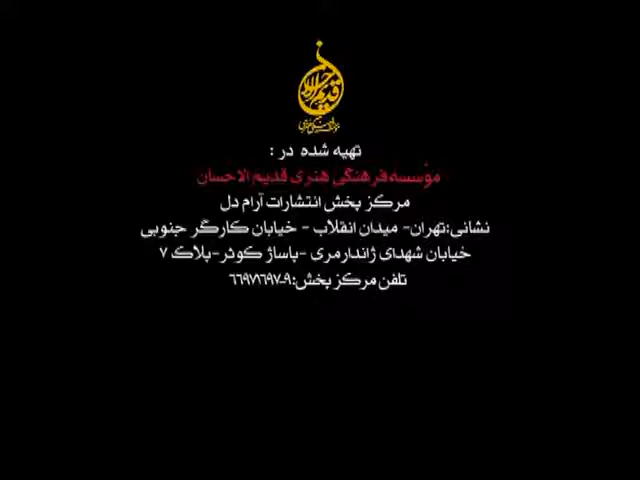 تهیه شده در :
مؤسسه فرهنگی هنری قدیم الاحسان
مرکز پخش انتشارات آرام دل
نشانی:تهران- میدان انقلاب - خیابان کارگر جنوبی
خیابان شهدای ژاندارمری -پاساژ کوثر-پلاک ۷
تلفن مرکز پخش:۹-۶۶۹۷۱۶۹۷